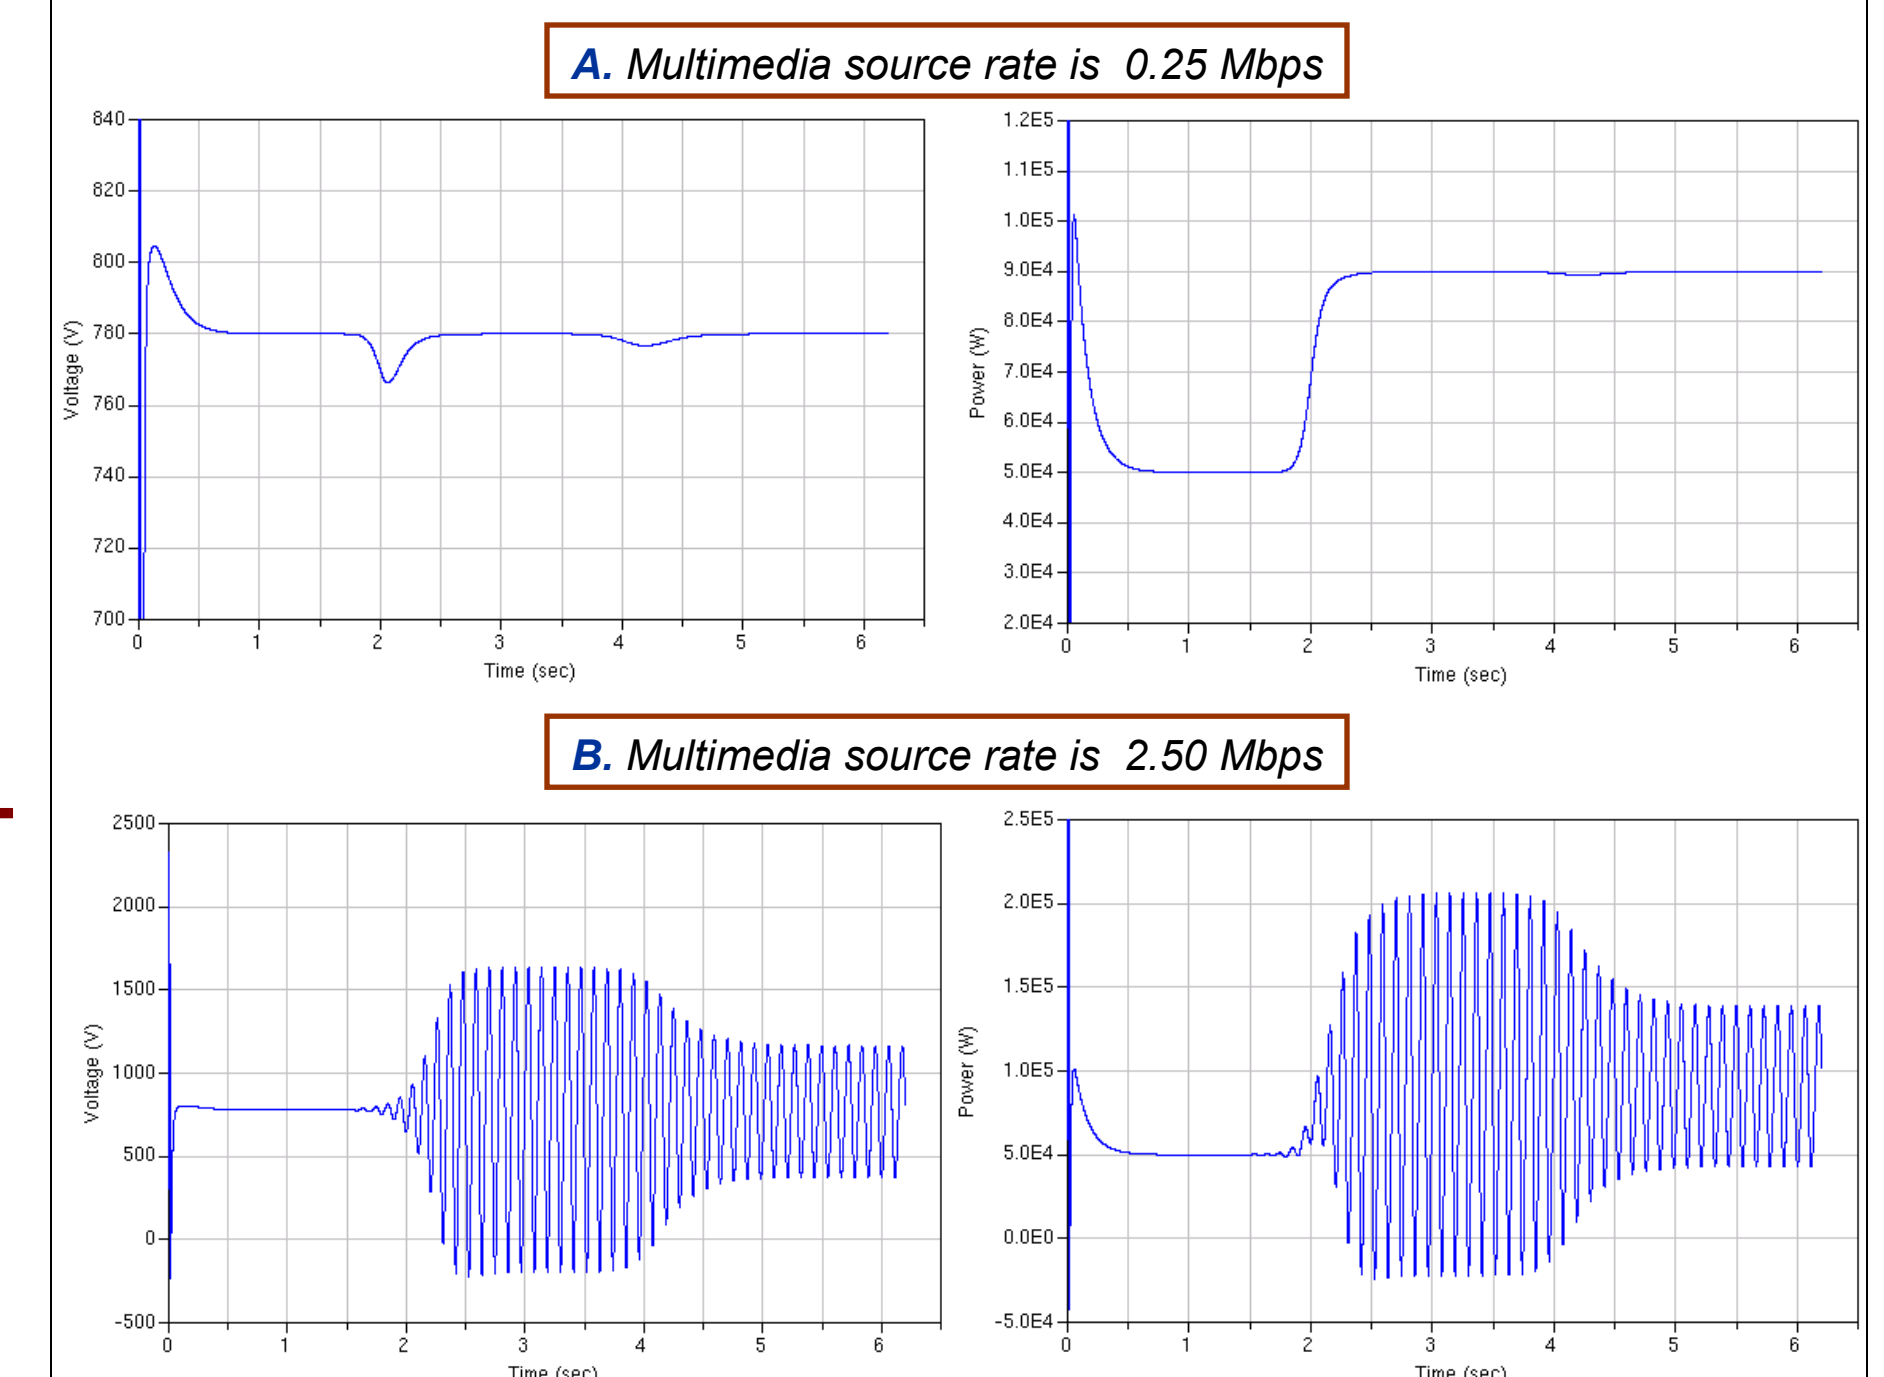 A. Multimedia source rate is 0.25 Mbps
840
820
800
780
760
740
720
700
Voltage (V)
0 1 2 3 4 5 6
Time (sec)
1.2E5
1.1E5
1.0E5
9.0E4
8.0E4
7.0E4
6.0E4
5.0E4
4.0E4
3.0E4
2.0E4
Power (W)
0 1 2 3 4 5 6
Time (sec)
B. Multimedia source rate is 2.50 Mbps
2500
2000
1500
1000
500
0
-500
Voltage (V)
0 1 2 3 4 5 6
Time (sec)
2.5E5
2.0E5
1.5E5
1.0E5
5.0E4
0.0E0
-5.0E4
Power (W)
0 1 2 3 4 5 6
Time (sec)